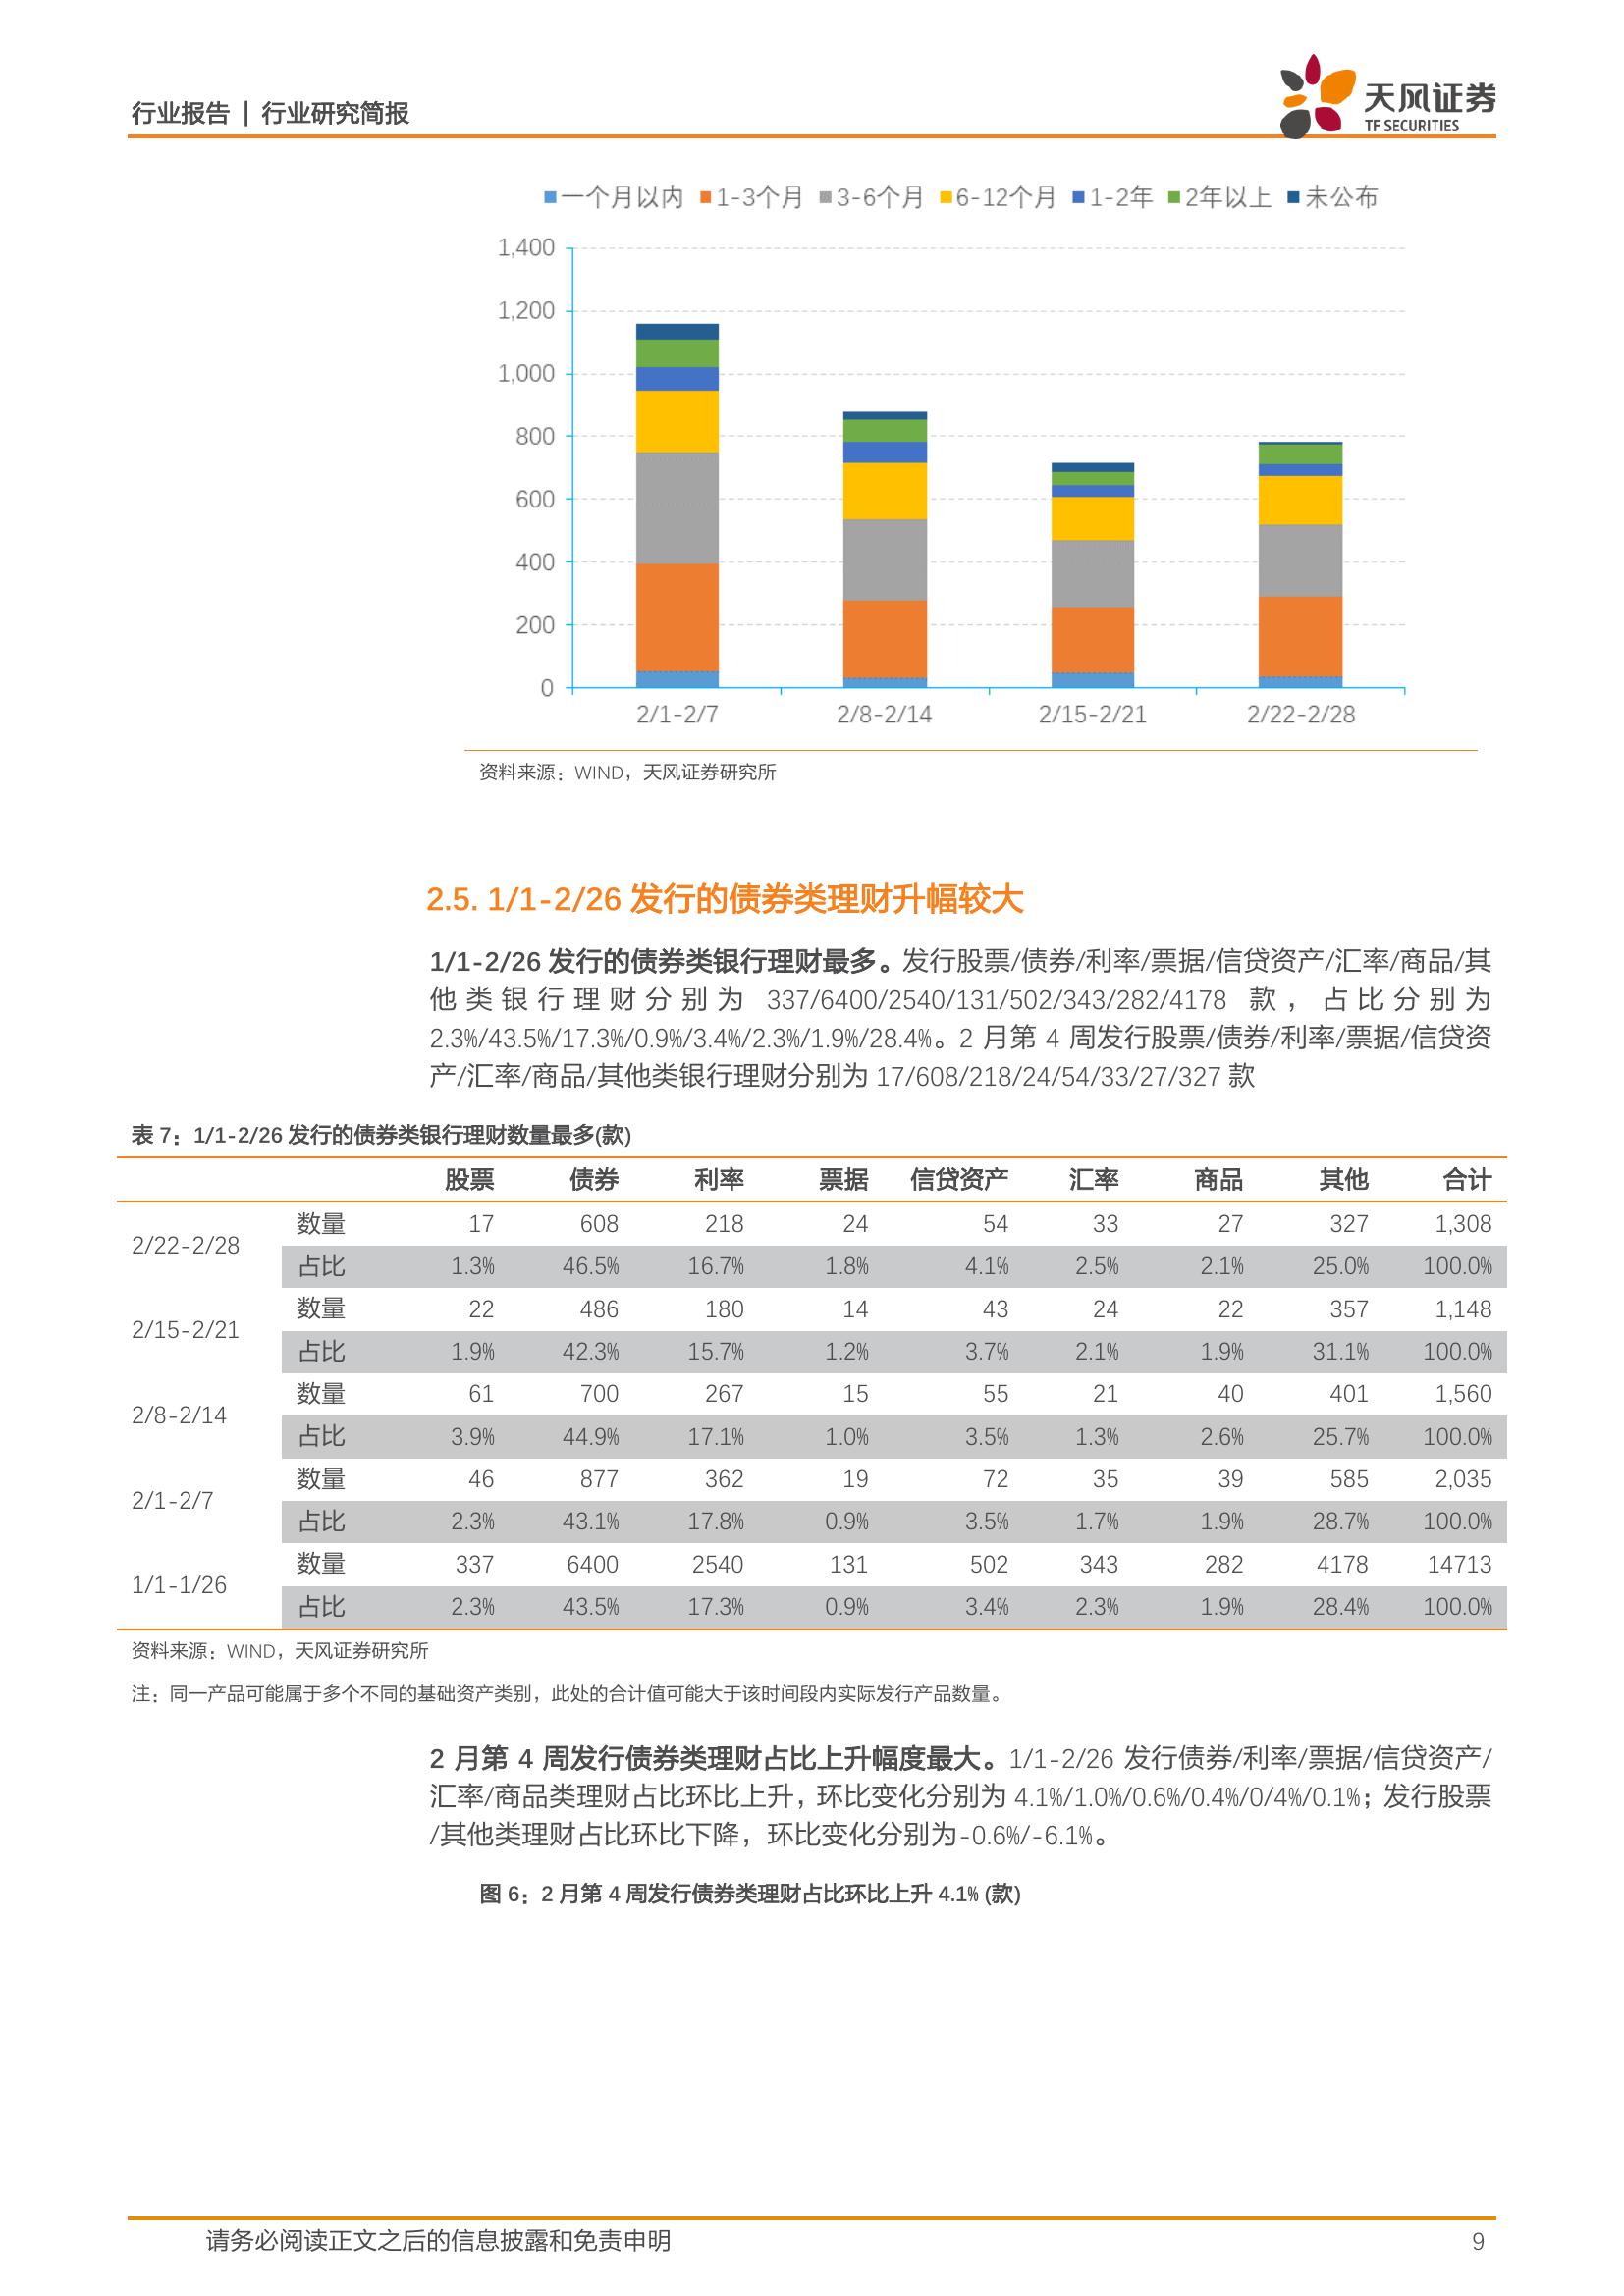 行业报告 | 行业研究简报
天风证券
TF SECURITIES
一个月以内 1-3个月 3-6个月 6-12个月 1-2年 2年以上 未公布
1,400
1,200
1,000
800
600
400
200
0
2/1-2/7 2/8-2/14 2/15-2/21 2/22-2/28
资料来源：WIND，天风证券研究所
2.5. 1/1-2/26 发行的债券类理财升幅较大
1/1-2/26 发行的债券类银行理财最多。发行股票/债券/利率/票据/信贷资产/汇率/商品/其
他类银行理财分别为 337/6400/2540/131/502/343/282/4178 款，占比分别为
2.3%/43.5%/17.3%/0.9%/3.4%/2.3%/1.9%/28.4%。2 月第 4 周发行股票/债券/利率/票据/信贷资
产/汇率/商品/其他类银行理财分别为 17/608/218/24/54/33/27/327 款
表 7：1/1-2/26 发行的债券类银行理财数量最多(款)
股票 债券 利率 票据 信贷资产 汇率 商品 其他 合计
2/22-2/28 数量 17 608 218 24 54 33 27 327 1,308
占比 1.3% 46.5% 16.7% 1.8% 4.1% 2.5% 2.1% 25.0% 100.0%
2/15-2/21 数量 22 486 180 14 43 24 22 357 1,148
占比 1.9% 42.3% 15.7% 1.2% 3.7% 2.1% 1.9% 31.1% 100.0%
2/8-2/14 数量 61 700 267 15 55 21 40 401 1,560
占比 3.9% 44.9% 17.1% 1.0% 3.5% 1.3% 2.6% 25.7% 100.0%
2/1-2/7 数量 46 877 362 19 72 35 39 585 2,035
占比 2.3% 43.1% 17.8% 0.9% 3.5% 1.7% 1.9% 28.7% 100.0%
1/1-1/26 数量 337 6400 2540 131 502 343 282 4178 14713
占比 2.3% 43.5% 17.3% 0.9% 3.4% 2.3% 1.9% 28.4% 100.0%
资料来源：WIND，天风证券研究所
注：同一产品可能属于多个不同的基础资产类别，此处的合计值可能大于该时间段内实际发行产品数量。
2 月第 4 周发行债券类理财占比上升幅度最大。1/1-2/26 发行债券/利率/票据/信贷资产/
汇率/商品类理财占比环比上升，环比变化分别为 4.1%/1.0%/0.6%/0.4%/0/4%/0.1%；发行股票
/其他类理财占比环比下降，环比变化分别为-0.6%/-6.1%。
图 6：2 月第 4 周发行债券类理财占比环比上升 4.1% (款)
请务必阅读正文之后的信息披露和免责申明 9